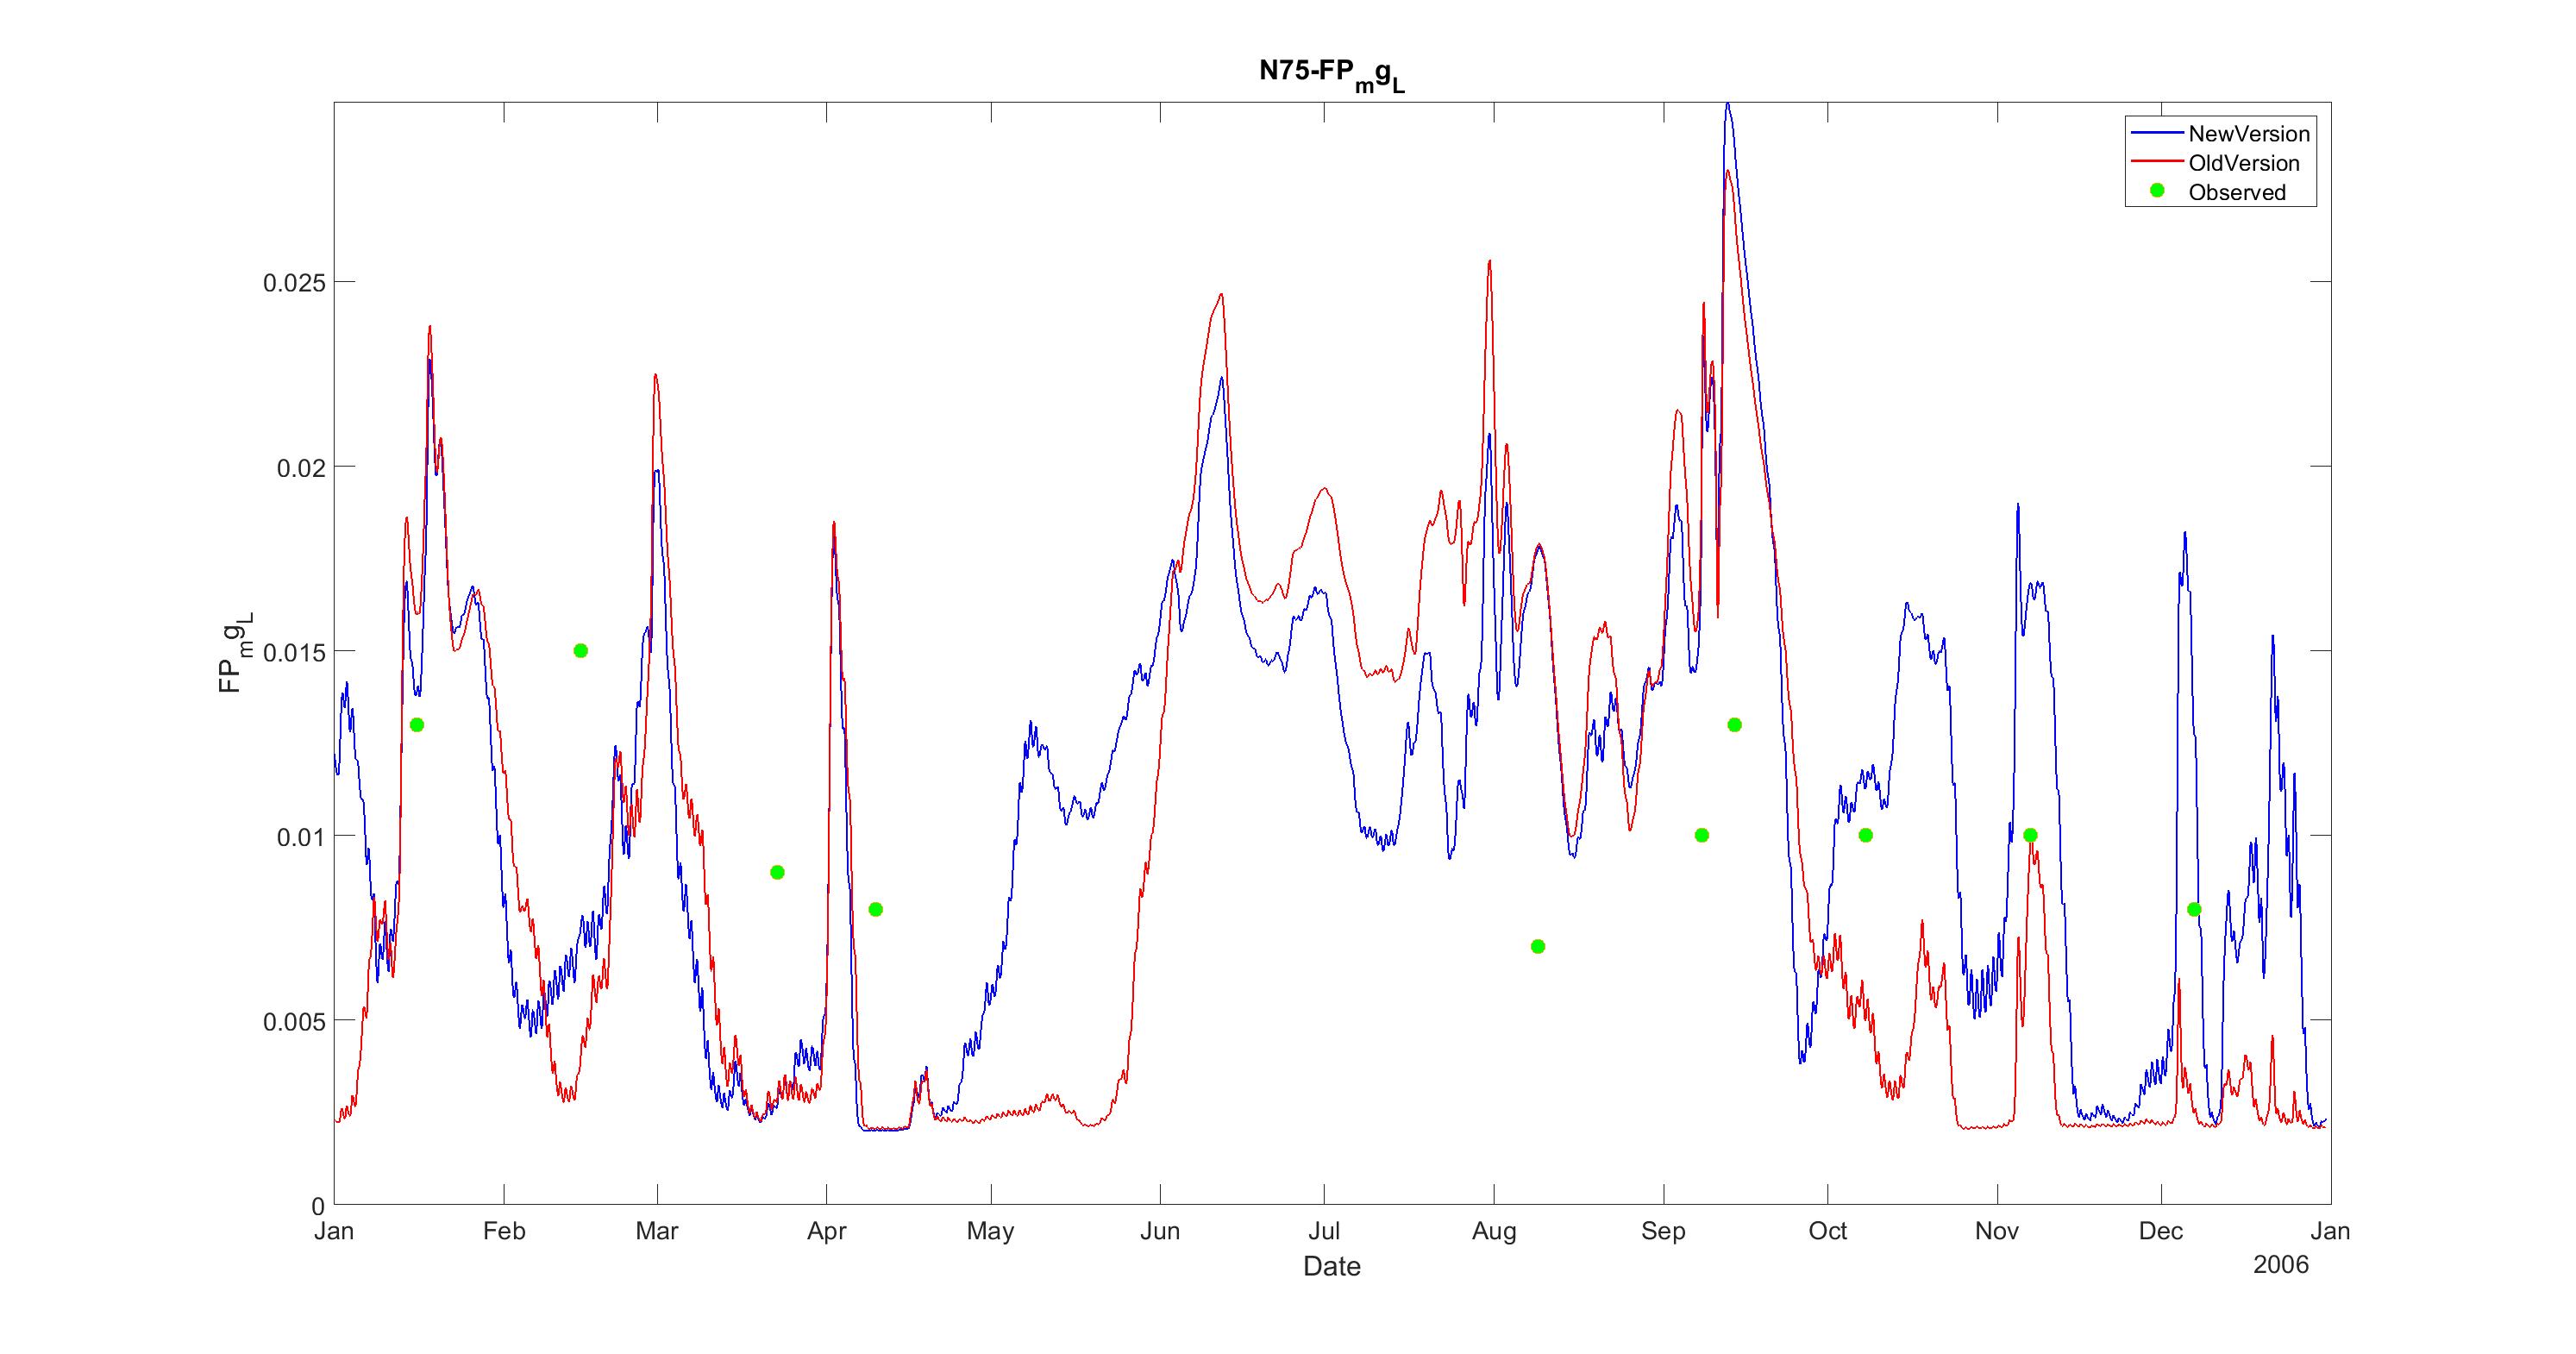 N75-FPmgL
NewVersion
OldVersion
Observed
FPmgL
0.025
0.02
0.015
0.01
0.005
0
Jan Feb Mar Apr May Jun Jul Aug Sep Oct Nov Dec Jan
Date
2006